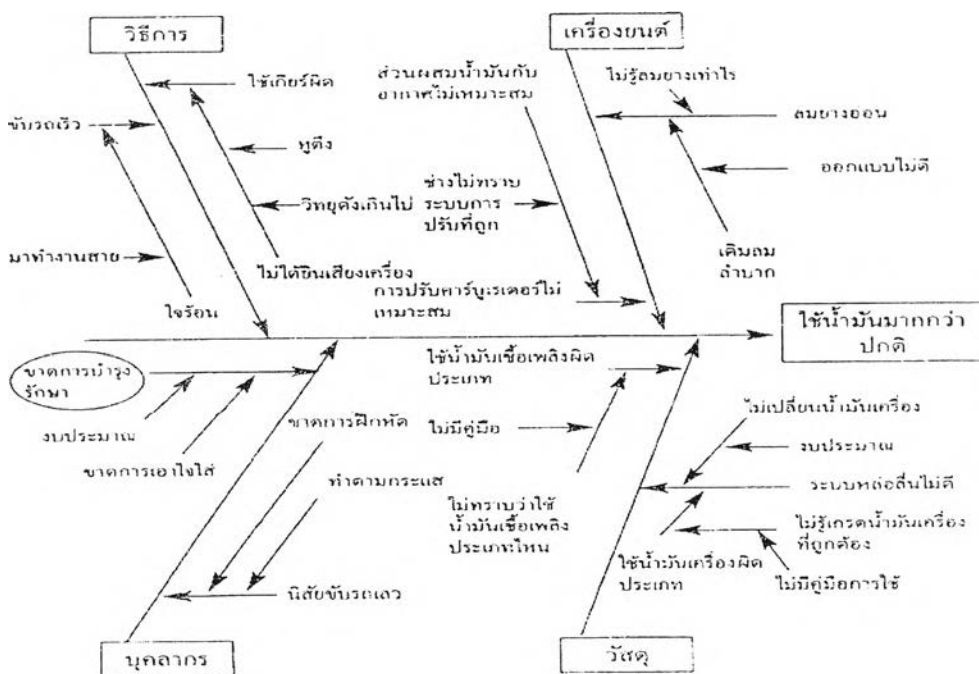 วิธีการ
เครื่องยนต์
ใช้เกียร์ผิด
ขับรถเร็ว
หูตึง
วิทยุดังเกินไป
มาทำงานสาย
ไม่ได้ยินเสียงเครื่อง
ใจร้อน
ส่วนผสมน้ำมันกับ
อากาศไม่เหมาะสม
ไม่รู้ลมยางเท่าไร
ลมยางอ่อน
ออกแบบไม่ดี
ช่างไม่ทราบ
ระบบการ
ปรับที่ถูก
เติมลม
ลำบาก
การปรับคาร์บูเรเตอร์ไม่
เหมาะสม
ใช้น้ำมันมากกว่า
ปกติ
ขาดการบำรุง
รักษา
งบประมาณ
ขาดการเอาใจใส่
ขาดการฝึกหัด
ทำตามกระแส
นิสัยขับรถเลว
บุคลากร
ใช้น้ำมันเชื้อเพลิงผิด
ประเภท
ไม่มีคู่มือ
ไม่ทราบว่าใช้
น้ำมันเชื้อเพลิง
ประเภทไหน
ไม่เปลี่ยนน้ำมันเครื่อง
งบประมาณ
ระบบหล่อลื่นไม่ดี
ไม่รู้เกรดน้ำมันเครื่อง
ที่ถูกต้อง
ใช้น้ำมันเครื่องผิด
ประเภท
ไม่มีคู่มือการใช้
วัสดุ